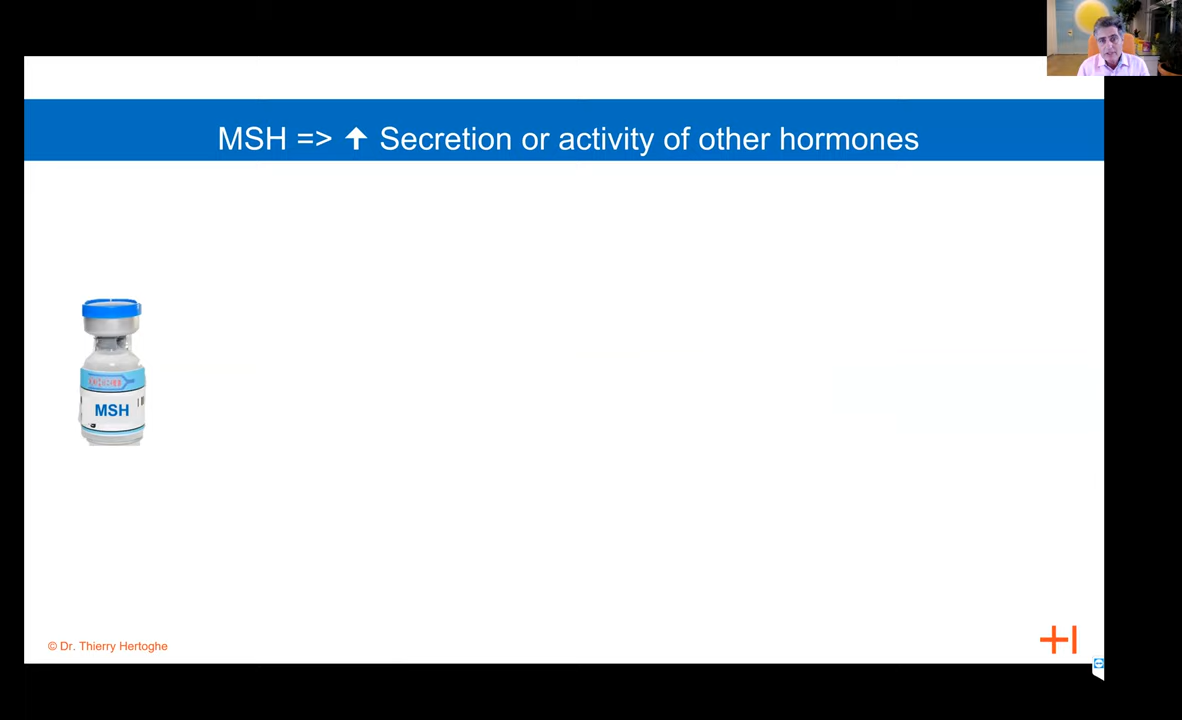 MSH => ↑ Secretion or activity of other hormones
MSH
© Dr. Thierry Hertoghe